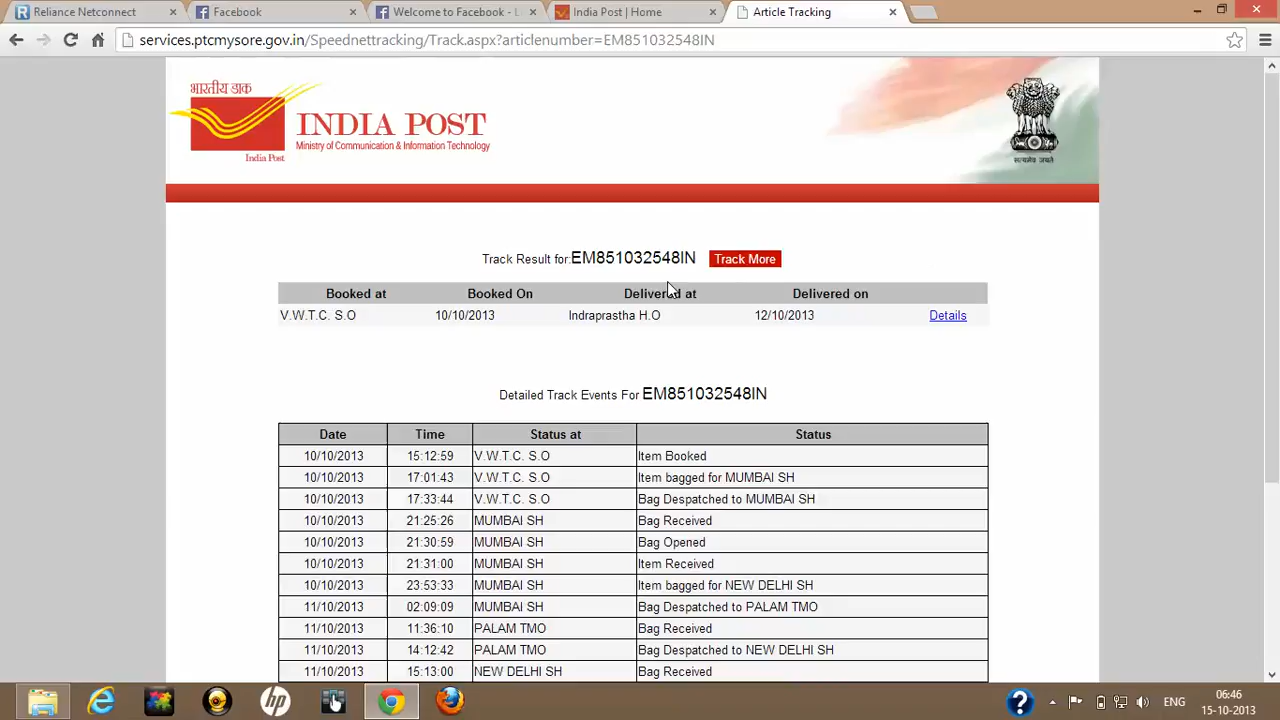 Reliance Netconnect
Facebook
Welcome to Facebook - L
India Post | Home
Article Tracking
services.ptcmysore.gov.in/Speednettracking/Track.aspx?articlenumber=EM851032548IN
भारतीय डाक
India Post
INDIA POST
Ministry of Communication & Information Technology
सत्यमेव जयते
Track Result for:EM851032548IN Track More
Booked at Booked On Delivered at Delivered on
V.W.T.C. S.O 10/10/2013 Indraprastha H.O 12/10/2013 Details
Detailed Track Events For EM851032548IN
Date Time Status at Status
10/10/2013 15:12:59 V.W.T.C. S.O Item Booked
10/10/2013 17:01:43 V.W.T.C. S.O Item bagged for MUMBAI SH
10/10/2013 17:33:44 V.W.T.C. S.O Bag Despatched to MUMBAI SH
10/10/2013 21:25:26 MUMBAI SH Bag Received
10/10/2013 21:30:59 MUMBAI SH Bag Opened
10/10/2013 21:31:00 MUMBAI SH Item Received
10/10/2013 23:53:33 MUMBAI SH Item bagged for NEW DELHI SH
11/10/2013 02:09:09 MUMBAI SH Bag Despatched to PALAM TMO
11/10/2013 11:36:10 PALAM TMO Bag Received
11/10/2013 14:12:42 PALAM TMO Bag Despatched to NEW DELHI SH
11/10/2013 15:13:00 NEW DELHI SH Bag Received
hp
ENG
06:46
15-10-2013